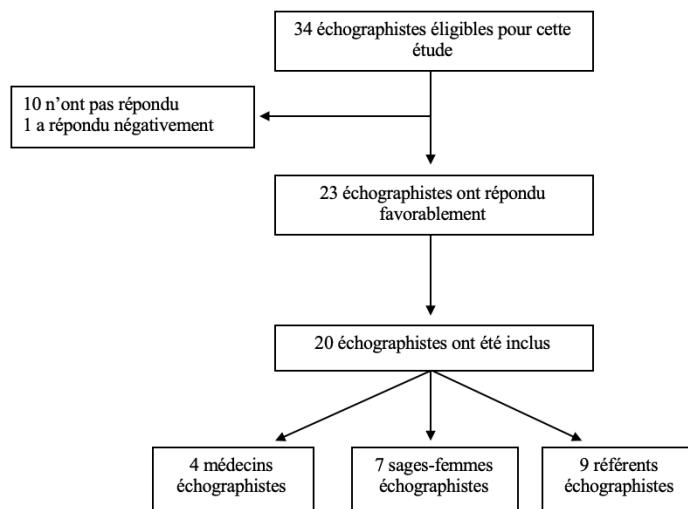 34 échographistes éligibles pour cette
étude
10 n’ont pas répondu
1 a répondu négativement
23 échographistes ont répondu
favorablement
20 échographistes ont été inclus
4 médecins
échographistes
7 sages-femmes
échographistes
9 référents
échographistes